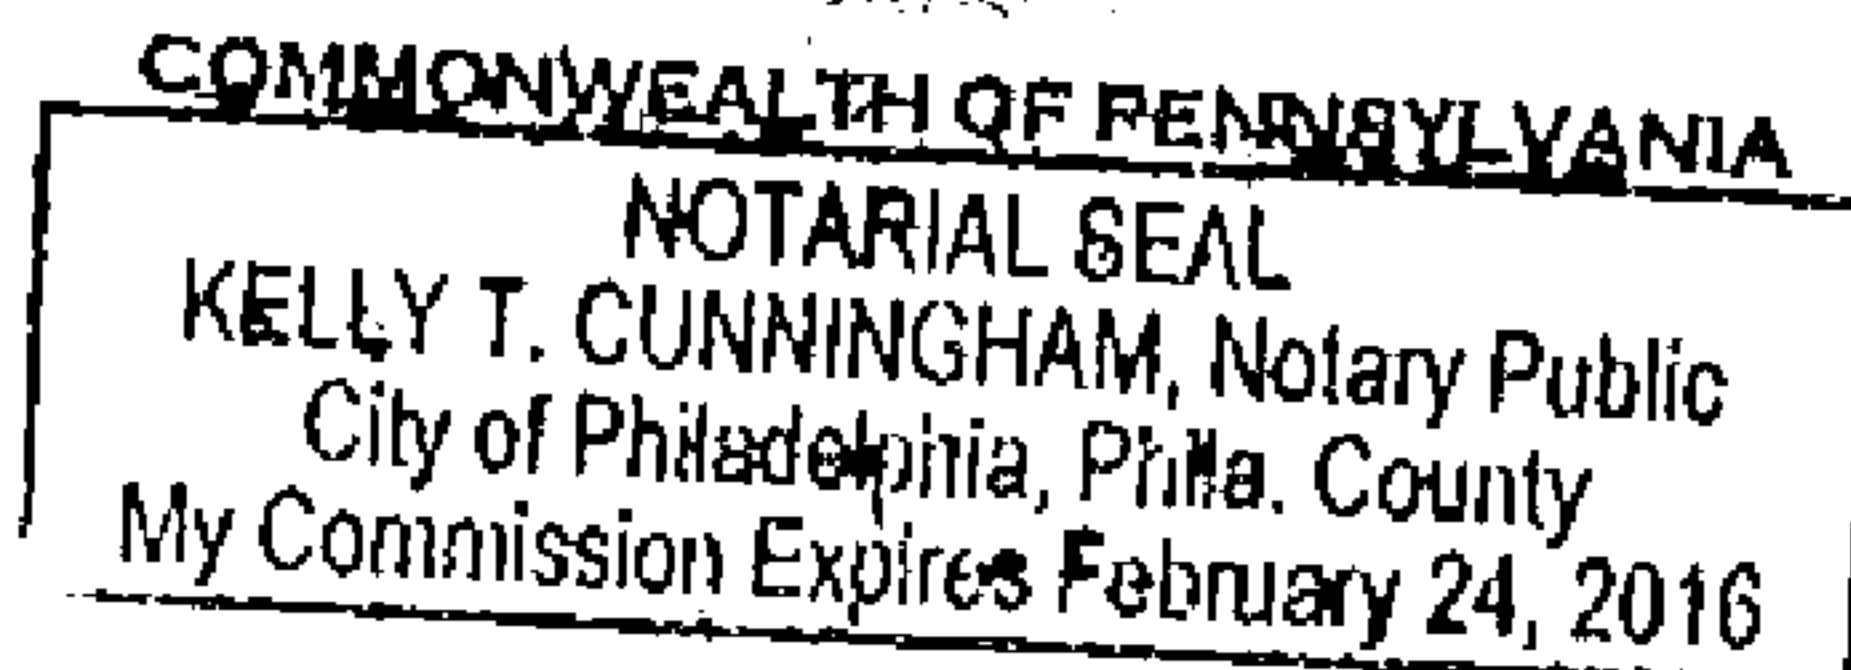 COMMONWEALTH OF PENNSYLVANIA
NOTARIAL SEAL
KELLY T. CUNNINGHAM, Notary Public
City of Philadelphia, Phila. County
My Commission Expires February 24, 2016